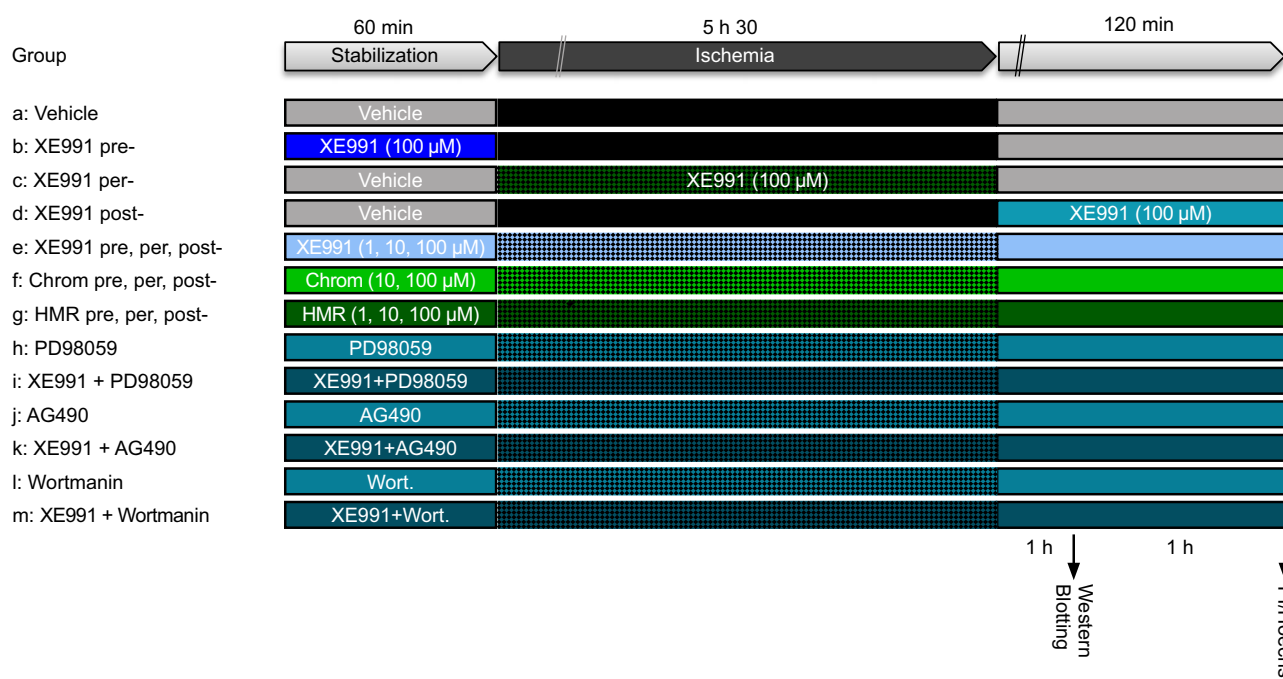 60 min 5 h 30 120 min
Group Stabilization Ischemia
a: Vehicle Vehicle
b: XE991 pre- XE991 (100 µM)
c: XE991 per- Vehicle XE991 (100 µM)
d: XE991 post- Vehicle XE991 (100 µM)
e: XE991 pre, per, post- XE991 (1, 10, 100 µM)
f: Chrom pre, per, post- Chrom (10, 100 µM)
g: HMR pre, per, post- HMR (1, 10, 100 µM)
h: PD98059 PD98059
i: XE991 + PD98059 XE991+PD98059
j: AG490 AG490
k: XE991 + AG490 XE991+AG490
l: Wortmanin Wort.
m: XE991 + Wortmanin XE991+Wort.
1 h 1 h
Western
Blotting